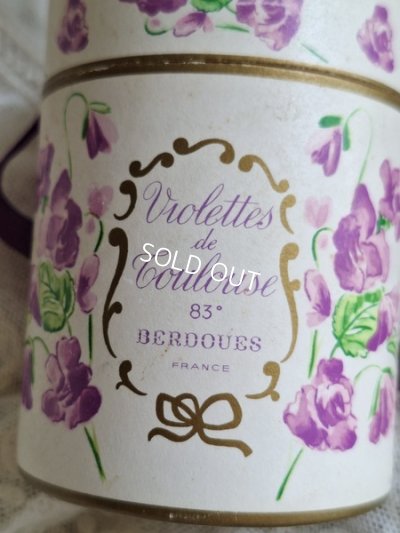 Violettes
de
Toulouse
SOLD OUT
83°
BERDOUES
FRANCE